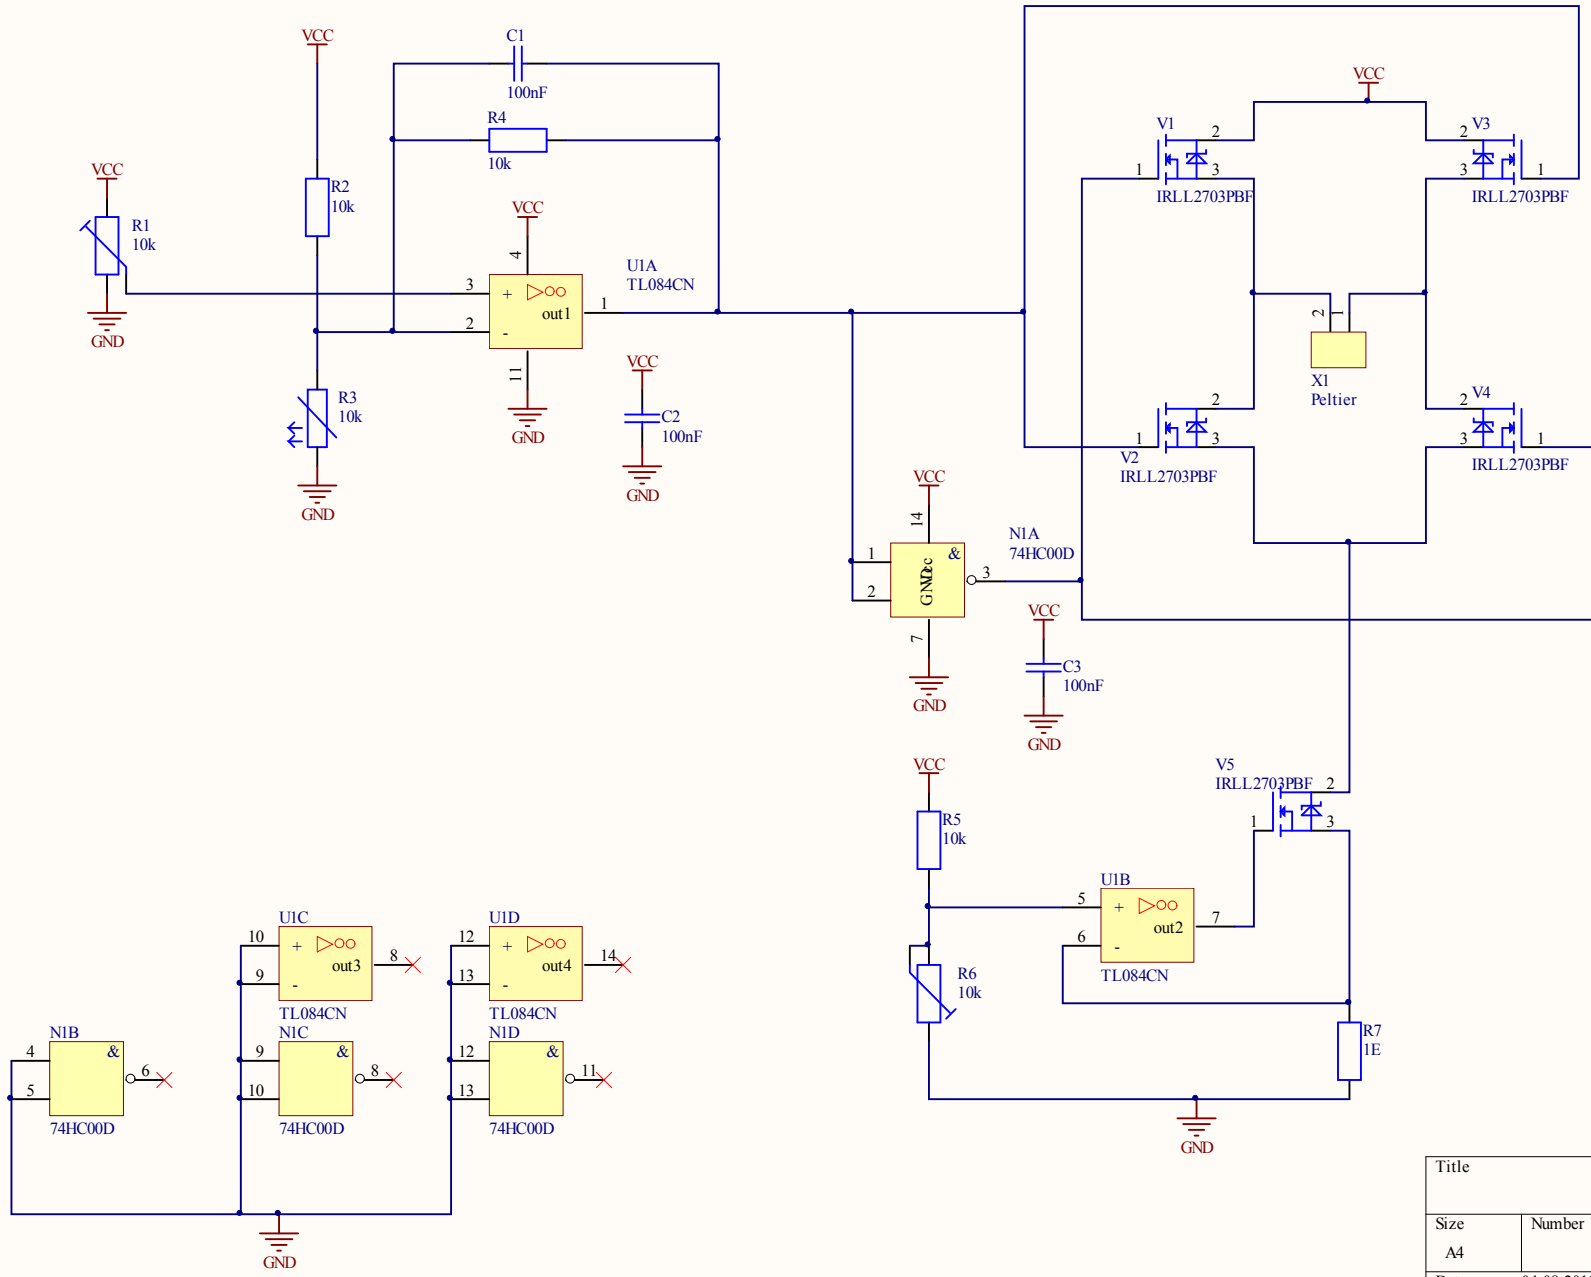 VCC
C1
100nF
R4
10k
VCC
R1
10k
GND
R2
10k
VCC
4
3
+
out1
1
U1A
TL084CN
2
-
11
GND
R3
10k
GND
VCC
C2
100nF
GND
VCC
V1
2
1
3
IRLL2703PBF
V3
2
3
1
IRLL2703PBF
2
1
X1
Peltier
2
1
3
V2
IRLL2703PBF
V4
2
3
1
IRLL2703PBF
VCC
14
N1A
74HC00D
1
&
2
3
7
GND
VCC
C3
100nF
GND
VCC
R5
10k
V5
IRLL2703PBF
2
1
3
U1B
5
+
out2
7
6
-
TL084CN
R6
10k
R7
1E
GND
U1C
10
+
out3
8
9
-
TL084CN
U1D
12
+
out4
14
13
-
TL084CN
N1B
4
&
5
6
74HC00D
N1C
9
&
10
8
74HC00D
N1D
12
&
13
11
74HC00D
GND
Title
Size
Number
A4